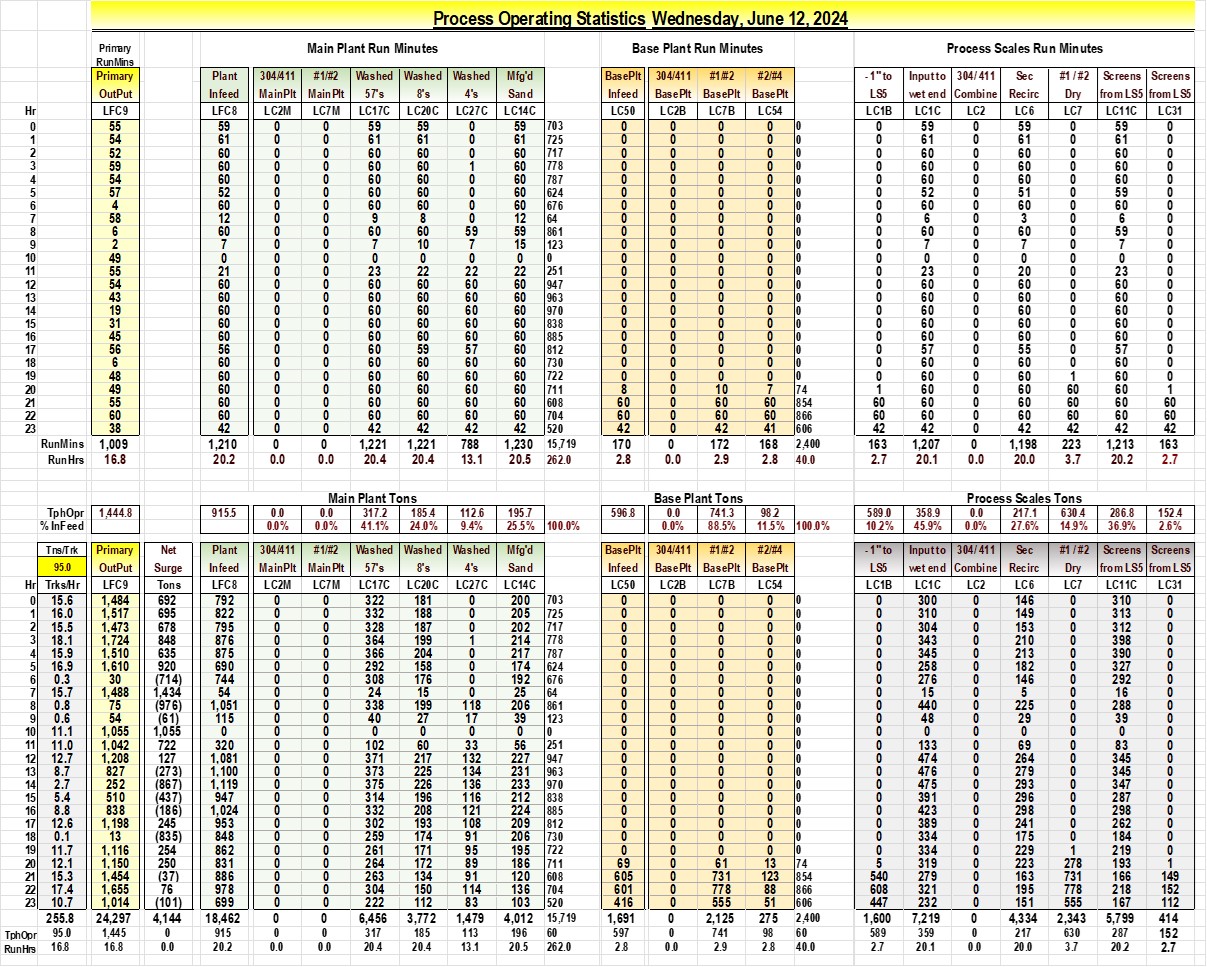 Process Operating Statistics Wednesday, June 12, 2024
Primary RunMins Main Plant Run Minutes Base Plant Run Minutes Process Scales Run Minutes
Primary Plant 304/411 #1/#2 Washed Washed Washed Mfg'd BasePlt 304/411 #1/#2 #2/#4 -1" to Input to 304/411 Sec #1/#2 Screens Screens
OutPut Infeed MainPlt MainPlt 57's 8's 4's Sand Infeed BasePlt BasePlt BasePlt LS5 wet end Combine Recirc Dry from LS5 from LS5
Hr LFC9 LFC8 LC2M LC7M LC17C LC20C LC27C LC14C LC50 LC2B LC7B LC54 LC1B LC1C LC2 LC6 LC7 LC11C LC31
0 55 59 0 0 59 59 0 59 703 0 0 0 0 0 0 59 0 59 0 59 0
1 54 61 0 0 61 61 0 61 725 0 0 0 0 0 0 61 0 61 0 61 0
2 52 60 0 0 60 60 0 60 717 0 0 0 0 0 0 60 0 60 0 60 0
3 59 60 0 0 60 60 1 60 778 0 0 0 0 0 0 60 0 60 0 60 0
4 54 60 0 0 60 60 0 60 787 0 0 0 0 0 0 60 0 60 0 60 0
5 57 52 0 0 60 60 0 60 624 0 0 0 0 0 0 52 0 51 0 59 0
6 4 60 0 0 60 60 0 60 676 0 0 0 0 0 0 60 0 60 0 60 0
7 58 12 0 0 9 8 0 12 64 0 0 0 0 0 0 6 0 3 0 6 0
8 6 60 0 0 60 60 59 59 861 0 0 0 0 0 0 60 0 60 0 59 0
9 2 7 0 0 7 10 7 15 123 0 0 0 0 0 0 7 0 7 0 7 0
10 49 0 0 0 0 0 0 0 0 0 0 0 0 0 0 0 0 0 0 0 0
11 55 21 0 0 23 22 22 22 251 0 0 0 0 0 0 23 0 20 0 23 0
12 54 60 0 0 60 60 60 60 947 0 0 0 0 0 0 60 0 60 0 60 0
13 43 60 0 0 60 60 60 60 963 0 0 0 0 0 0 60 0 60 0 60 0
14 19 60 0 0 60 60 60 60 970 0 0 0 0 0 0 60 0 60 0 60 0
15 31 60 0 0 60 60 60 60 838 0 0 0 0 0 0 60 0 60 0 60 0
16 45 60 0 0 60 60 60 60 885 0 0 0 0 0 0 60 0 60 0 60 0
17 56 56 0 0 60 59 57 60 812 0 0 0 0 0 0 57 0 55 0 57 0
18 6 60 0 0 60 60 60 60 730 0 0 0 0 0 0 60 0 60 0 60 0
19 48 60 0 0 60 60 60 60 722 0 0 0 0 0 0 60 0 60 1 60 0
20 49 60 0 0 60 60 60 60 711 8 0 10 7 74 1 60 0 60 60 60 1
21 55 60 0 0 60 60 60 60 608 60 0 60 60 854 60 60 0 60 60 60 60
22 60 60 0 0 60 60 60 60 704 60 0 60 60 866 60 60 0 60 60 60 60
23 38 42 0 0 42 42 42 42 520 42 0 42 41 606 42 42 0 42 42 42 42
RunMins 1,009 1,210 0 0 1,221 1,221 788 1,230 15,719 170 0 172 168 2,400 163 1,207 0 1,198 223 1,213 163
RunHrs 16.8 20.2 0.0 0.0 20.4 20.4 13.1 20.5 262.0 2.8 0.0 2.9 2.8 40.0 2.7 20.1 0.0 20.0 3.7 20.2 2.7
Main Plant Tons Base Plant Tons Process Scales Tons
TphOpr 1,444.8 915.5 0.0 0.0 317.2 185.4 112.6 195.7 596.8 0.0 741.3 98.2 589.0 358.9 0.0 217.1 630.4 286.8 152.4
% InFeed 0.0% 0.0% 41.1% 24.0% 9.4% 25.5% 100.0% 0.0% 88.5% 11.5% 100.0% 10.2% 45.9% 0.0% 27.6% 14.9% 36.9% 2.6%
Tns/Trk Primary Net Plant 304/411 #1/#2 Washed Washed Washed Mfg'd BasePlt 304/411 #1/#2 #2/#4 -1" to Input to 304/411 Sec #1/#2 Screens Screens
95.0 OutPut Surge Infeed MainPlt MainPlt 57's 8's 4's Sand Infeed BasePlt BasePlt BasePlt LS5 wet end Combine Recirc Dry from LS5 from LS5
Hr Trks/Hr LFC9 Tons LFC8 LC2M LC7M LC17C LC20C LC27C LC14C LC50 LC2B LC7B LC54 LC1B LC1C LC2 LC6 LC7 LC11C LC31
0 15.6 1,484 692 792 0 0 322 181 0 200 703 0 0 0 0 0 0 300 0 146 0 310 0
1 16.0 1,517 695 822 0 0 332 188 0 205 725 0 0 0 0 0 0 310 0 149 0 313 0
2 15.5 1,473 678 795 0 0 328 187 0 202 717 0 0 0 0 0 0 304 0 153 0 312 0
3 18.1 1,724 848 876 0 0 364 199 1 214 778 0 0 0 0 0 0 343 0 210 0 398 0
4 15.9 1,510 635 875 0 0 366 204 0 217 787 0 0 0 0 0 0 345 0 213 0 390 0
5 16.9 1,610 920 690 0 0 292 158 0 174 624 0 0 0 0 0 0 258 0 182 0 327 0
6 0.3 30 (714) 744 0 0 308 176 0 192 676 0 0 0 0 0 0 276 0 146 0 292 0
7 15.7 1,488 1,434 54 0 0 24 15 0 25 64 0 0 0 0 0 0 15 0 5 0 16 0
8 0.8 75 (976) 1,051 0 0 338 199 118 206 861 0 0 0 0 0 0 440 0 225 0 288 0
9 0.6 54 (61) 115 0 0 40 27 17 39 123 0 0 0 0 0 0 48 0 29 0 39 0
10 11.1 1,055 1,055 0 0 0 0 0 0 0 0 0 0 0 0 0 0 0 0 0 0 0 0
11 11.0 1,042 722 320 0 0 102 60 33 56 251 0 0 0 0 0 0 133 0 69 0 83 0
12 12.7 1,208 127 1,081 0 0 371 217 132 227 947 0 0 0 0 0 0 474 0 264 0 345 0
13 8.7 827 (273) 1,100 0 0 373 225 134 231 963 0 0 0 0 0 0 476 0 279 0 345 0
14 2.7 252 (867) 1,119 0 0 375 226 136 233 970 0 0 0 0 0 0 475 0 293 0 347 0
15 5.4 510 (437) 947 0 0 314 196 116 212 838 0 0 0 0 0 0 391 0 296 0 287 0
16 8.8 838 (186) 1,024 0 0 332 208 121 224 885 0 0 0 0 0 0 423 0 298 0 298 0
17 12.6 1,198 245 953 0 0 302 193 108 209 812 0 0 0 0 0 0 389 0 241 0 262 0
18 0.1 13 (835) 848 0 0 259 174 91 206 730 0 0 0 0 0 0 334 0 175 0 184 0
19 11.7 1,116 254 862 0 0 261 171 95 195 722 0 0 0 0 0 0 334 0 229 1 219 0
20 12.1 1,150 250 831 0 0 264 172 89 186 711 69 0 61 13 74 5 319 0 223 278 193 1
21 15.3 1,454 (37) 886 0 0 263 134 91 120 608 605 0 731 123 854 540 279 0 163 731 166 149
22 17.4 1,655 76 978 0 0 304 150 114 136 704 601 0 778 88 866 608 321 0 195 778 218 152
23 10.7 1,014 (101) 699 0 0 222 112 83 103 520 416 0 555 51 606 447 232 0 151 555 167 112
255.8 24,297 4,144 18,462 0 0 6,456 3,772 1,479 4,012 15,719 1,691 0 2,125 275 2,400 1,600 7,219 0 4,334 2,343 5,799 414
TphOpr 95.0 1,445 0 915 0 0 317 185 113 196 60 597 0 741 98 60 589 359 0 217 630 287 152
RunHrs 16.8 16.8 0.0 20.2 0.0 0.0 20.4 20.4 13.1 20.5 262.0 2.8 0.0 2.9 2.8 40.0 2.7 20.1 0.0 20.0 3.7 20.2 2.7